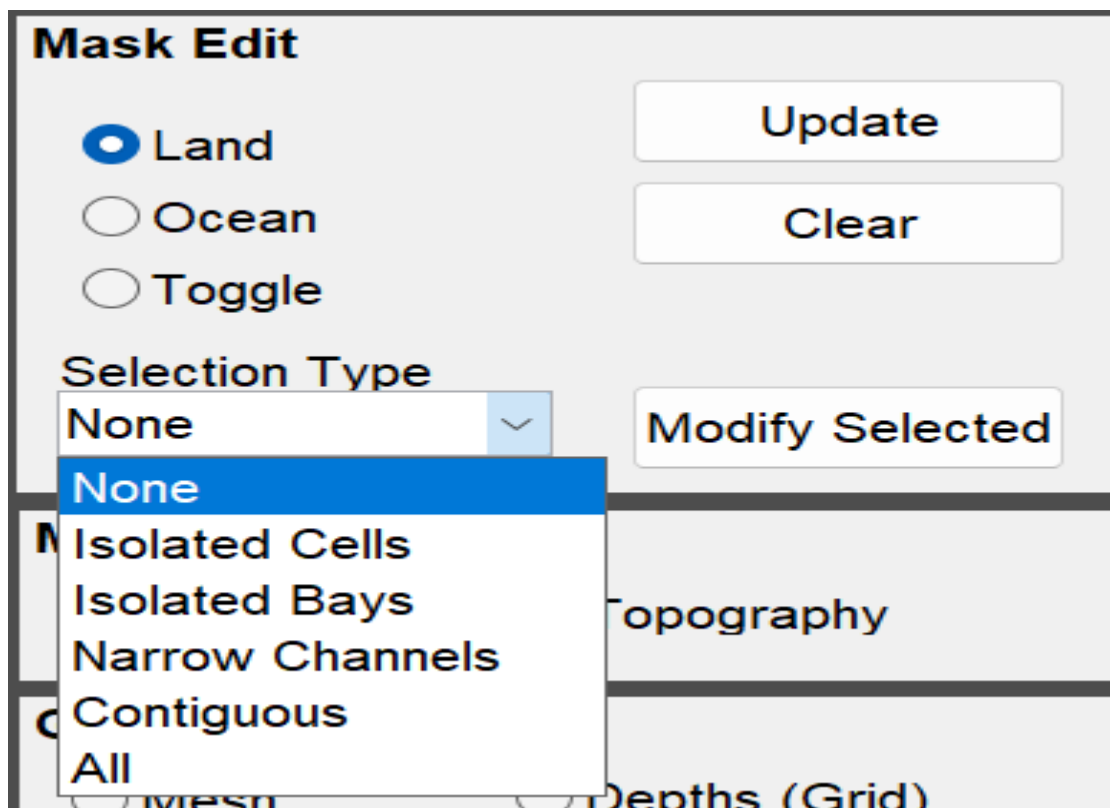 Mask Edit
Land
Update
Ocean
Clear
Toggle
Selection Type
None
Modify Selected
None
Isolated Cells
Isolated Bays
Narrow Channels
Topography
Contiguous
All
Mesh
Depths (Grid)